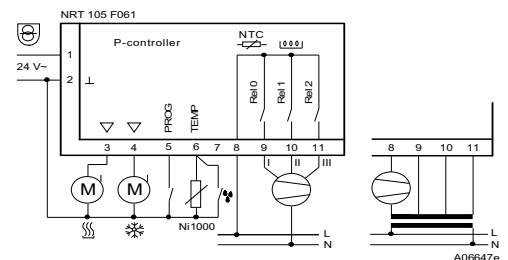 NRT 105 F061
P-controller
NTC
1
24 V~
2 ⊥
Rel 0
Rel 1
Rel 2
PROG
TEMP
3 4 5 6 7 8 9 10 11
8 9 10 11
I II III
M M
Ni1000
L
N
L
N
A06647e